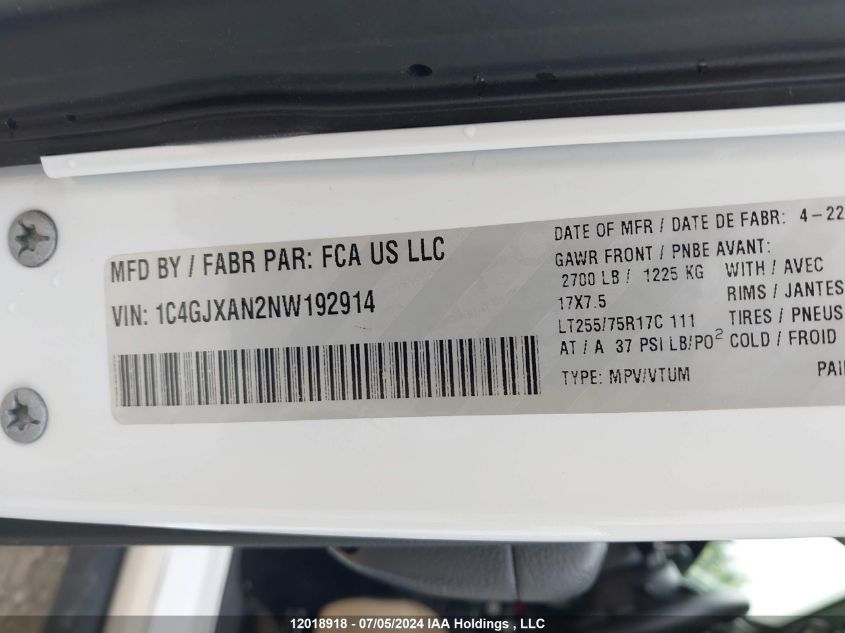 MFD BY / FABR PAR: FCA US LLC
VIN: 1C4GJXAN2NW192914
DATE OF MFR / DATE DE FABR: 4-22
GAWR FRONT / PNBE AVANT:
2700 LB / 1225 KG WITH / AVEC
17X7.5 RIMS / JANTES
LT255/75R17C 111 TIRES / PNEUS
AT / A 37 PSI LB/PO² COLD / FROID
TYPE: MPV/VTUM PAI
12018918 - 07/05/2024 IAA Holdings , LLC